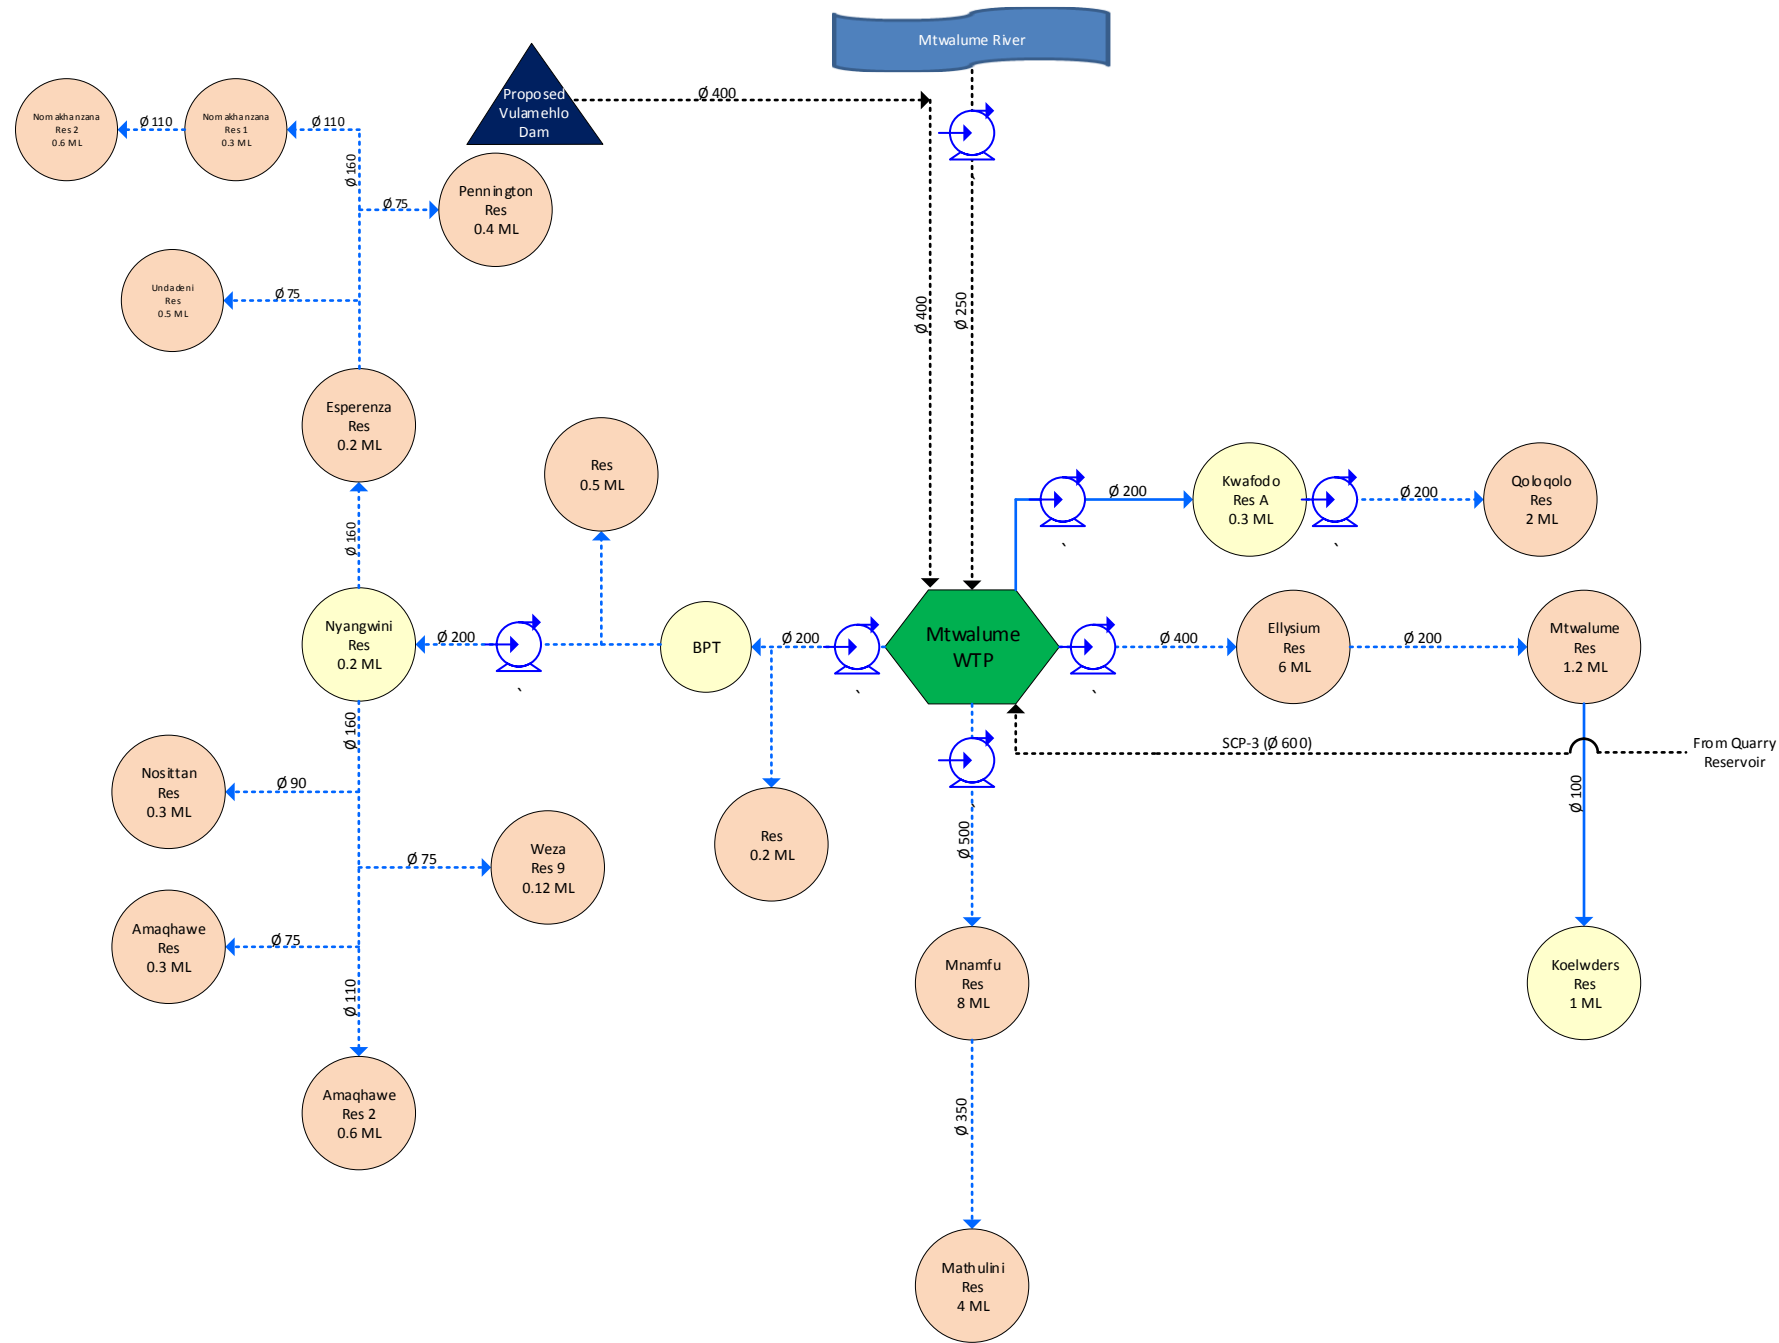 Mtwalume River
Proposed
Vulamehlo
Dam
Ø 400
Nomakhanzana
Res 2
0.6 ML
Ø 110
Nomakhanzana
Res 1
0.3 ML
Ø 110
Ø 160
Pennington
Res
0.4 ML
Ø 75
Undadeni
Res
0.5 ML
Ø 75
Ø 400
Ø 250
Esperenza
Res
0.2 ML
Res
0.5 ML
Ø 160
Ø 200
Kwafodo
Res A
0.3 ML
Ø 200
Qoloqolo
Res
2 ML
`
`
Nyangwini
Res
0.2 ML
Ø 200
`
BPT
Ø 200
`
Mtwalume
WTP
`
Ø 400
Ellysium
Res
6 ML
Ø 200
Mtwalume
Res
1.2 ML
Ø 160
SCP-3 (Ø 600)
From Quarry
Reservoir
Nosittan
Res
0.3 ML
Ø 90
`
Ø 500
Ø 100
Res
0.2 ML
Weza
Res 9
0.12 ML
Ø 75
Amaqhawe
Res
0.3 ML
Ø 75
Ø 110
Mnamfu
Res
8 ML
Koelwders
Res
1 ML
Amaqhawe
Res 2
0.6 ML
Ø 350
Mathulini
Res
4 ML